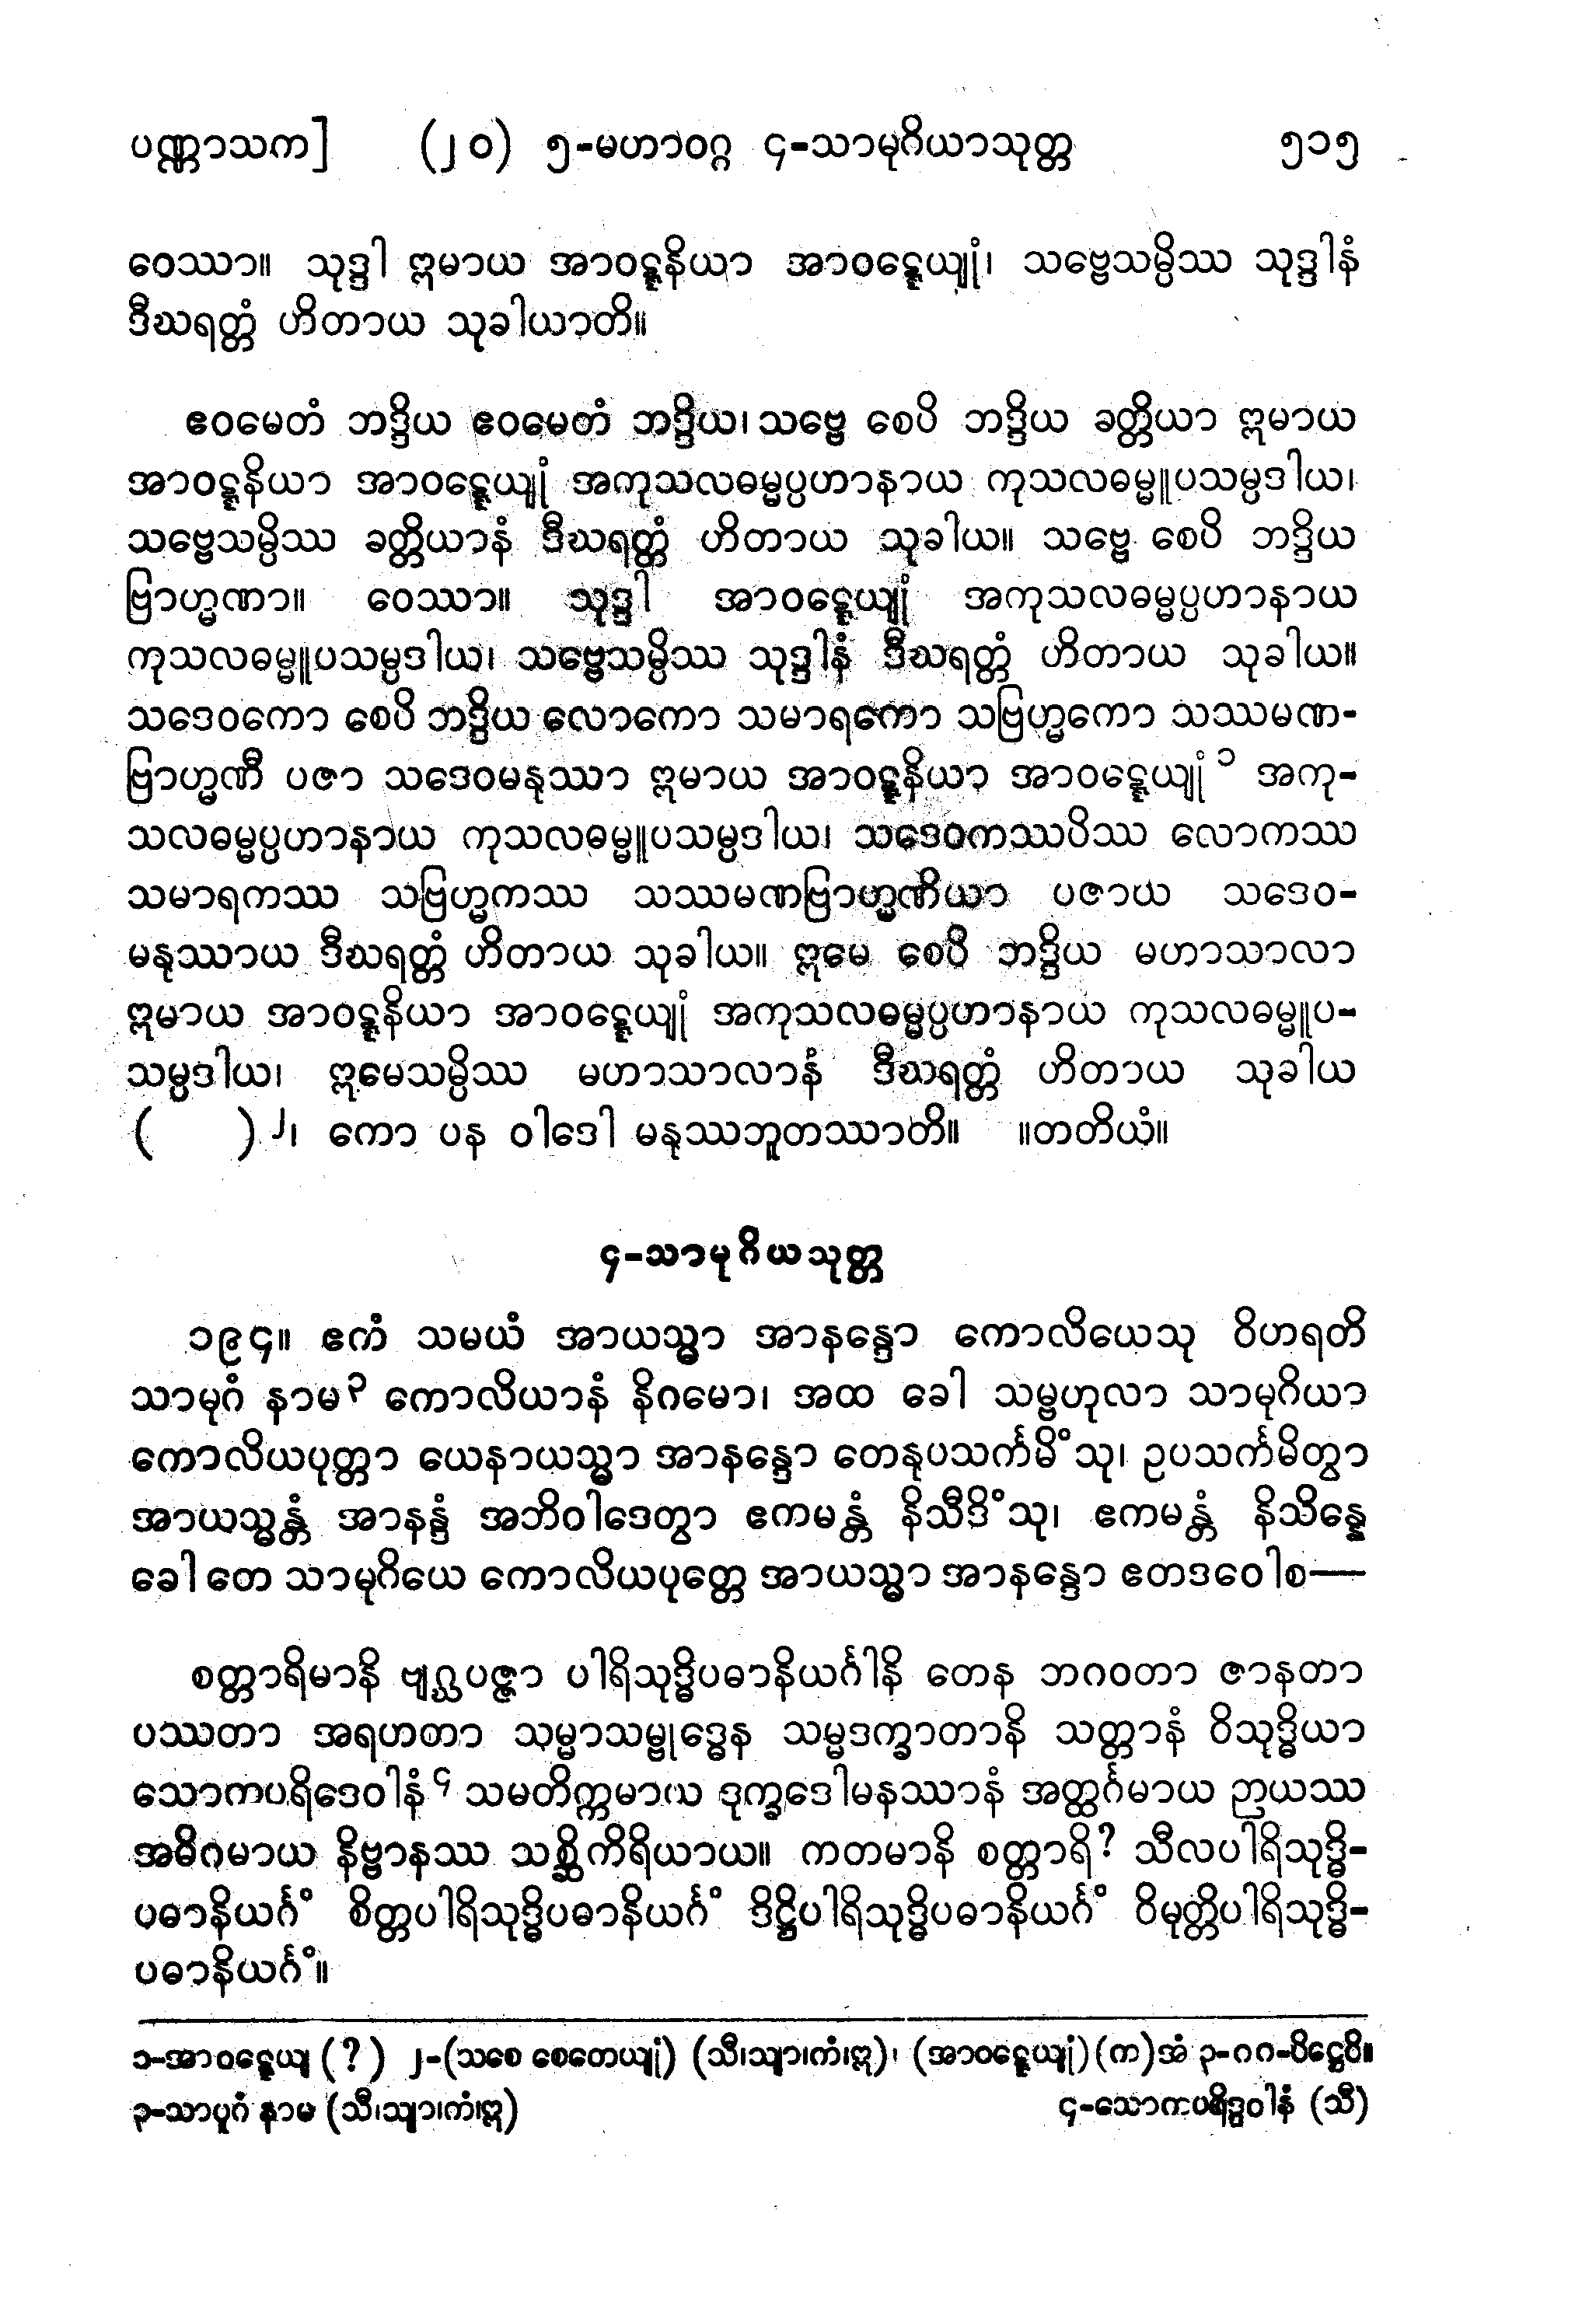 ပဏ္ဏာသက] (၂၀) ၅-မဟာဝဂ္ဂ ၄-သာမုဂိယာသုတ္တ ၅၁၅
ဝေဿာ။ သုဒ္ဒါ ဣမာယ အာဝဋ္ဋနိယာ အာဝဋ္ဋေယျုံ၊ သဗ္ဗေသမ္ပိဿ သုဒ္ဒါနံ
ဒီဃရတ္တံ ဟိတာယ သုခါယာတိ။
ဧဝမေတံ ဘဒ္ဒိယ ဧဝမေတံ ဘဒ္ဒိယ၊ သဗ္ဗေ စေပိ ဘဒ္ဒိယ ခတ္တိယာ ဣမာယ
အာဝဋ္ဋနိယာ အာဝဋ္ဋေယျုံ အကုသလဓမ္မပ္ပဟာနာယ ကုသလဓမ္မူပသမ္ပဒါယ၊
သဗ္ဗေသမ္ပိဿ ခတ္တိယာနံ ဒီဃရတ္တံ ဟိတာယ သုခါယ။ သဗ္ဗေ စေပိ ဘဒ္ဒိယ
ဗြာဟ္မဏာ။ ဝေဿာ။ သုဒ္ဒါ အာဝဋ္ဋေယျုံ အကုသလဓမ္မပ္ပဟာနာယ
ကုသလဓမ္မူပသမ္ပဒါယ၊ သဗ္ဗေသမ္ပိဿ သုဒ္ဒါနံ ဒီဃရတ္တံ ဟိတာယ သုခါယ။
သဒေဝကော စေပိ ဘဒ္ဒိယ လောကော သမာရကော သဗြဟ္မကော သဿမဏ-
ဗြာဟ္မဏီ ပဇာ သဒေဝမနုဿာ ဣမာယ အာဝဋ္ဋနိယာ အာဝဋ္ဋေယျုံ ၁ အကု-
သလဓမ္မပ္ပဟာနာယ ကုသလဓမ္မူပသမ္ပဒါယ၊ သဒေဝကဿပိဿ လောကဿ
သမာရကဿ သဗြဟ္မကဿ သဿမဏဗြာဟ္မဏိယာ ပဇာယ သဒေဝ-
မနုဿာယ ဒီဃရတ္တံ ဟိတာယ သုခါယ။ ဣမေ စေပိ ဘဒ္ဒိယ မဟာသာလာ
ဣမာယ အာဝဋ္ဋနိယာ အာဝဋ္ဋေယျုံ အကုသလဓမ္မပ္ပဟာနာယ ကုသလဓမ္မူပ-
သမ္ပဒါယ၊ ဣမေသမ္ပိဿ မဟာသာလာနံ ဒီဃရတ္တံ ဟိတာယ သုခါယ
( ) ၂၊ ကော ပန ဝါဒေါ မနုဿဘူတဿာတိ။ ။တတိယံ။
၄-သာမုဂိယသုတ္တ
၁၉၄။ ဧကံ သမယံ အာယသ္မာ အာနန္ဒော ကောလိယေသု ဝိဟရတိ
သာမုဂံ နာမ ၃ ကောလိယာနံ နိဂမော၊ အထ ခေါ သမ္ဗဟုလာ သာမုဂိယာ
ကောလိယပုတ္တာ ယေနာယသ္မာ အာနန္ဒော တေနုပသင်္ကမိံသု၊ ဥပသင်္ကမိတွာ
အာယသ္မန္တံ အာနန္ဒံ အဘိဝါဒေတွာ ဧကမန္တံ နိသီဒိံသု၊ ဧကမန္တံ နိသိန္နေ
ခေါ တေ သာမုဂိယေ ကောလိယပုတ္တေ အာယသ္မာ အာနန္ဒော ဧတဒဝေါစ—
စတ္တာရိမာနိ ဗျဂ္ဃပဇ္ဇာ ပါရိသုဒ္ဓိပဓာနိယင်္ဂါနိ တေန ဘဂဝတာ ဇာနတာ
ပဿတာ အရဟတာ သမ္မာသမ္ဗုဒ္ဓေန သမ္မဒက္ခာတာနိ သတ္တာနံ ဝိသုဒ္ဓိယာ
သောကပရိဒေဝါနံ ၄ သမတိက္ကမာယ ဒုက္ခဒေါမနဿာနံ အတ္ထင်္ဂမာယ ဉာယဿ
အဓိဂမာယ နိဗ္ဗာနဿ သစ္ဆိကိရိယာယ။ ကတမာနိ စတ္တာရိ? သီလပါရိသုဒ္ဓိ-
ပဓာနိယင်္ဂံ စိတ္တပါရိသုဒ္ဓိပဓာနိယင်္ဂံ ဒိဋ္ဌိပါရိသုဒ္ဓိပဓာနိယင်္ဂံ ဝိမုတ္တိပါရိသုဒ္ဓိ-
ပဓာနိယင်္ဂံ။
၁-အာဝဋ္ဋေယျ (?) ၂-(သစေ စေတေယျုံ) (သီ၊သျာ၊ကံ၊ဣ)၊ (အာဝဋ္ဋေယျုံ)(က)အံ ၃-၈၈-ပိဋ္ဌေပိ။
၃-သာပူဂံ နာမ (သီ၊သျာ၊ကံ၊ဣ) ၄-သောကပရိဒ္ဒဝါနံ (သီ)